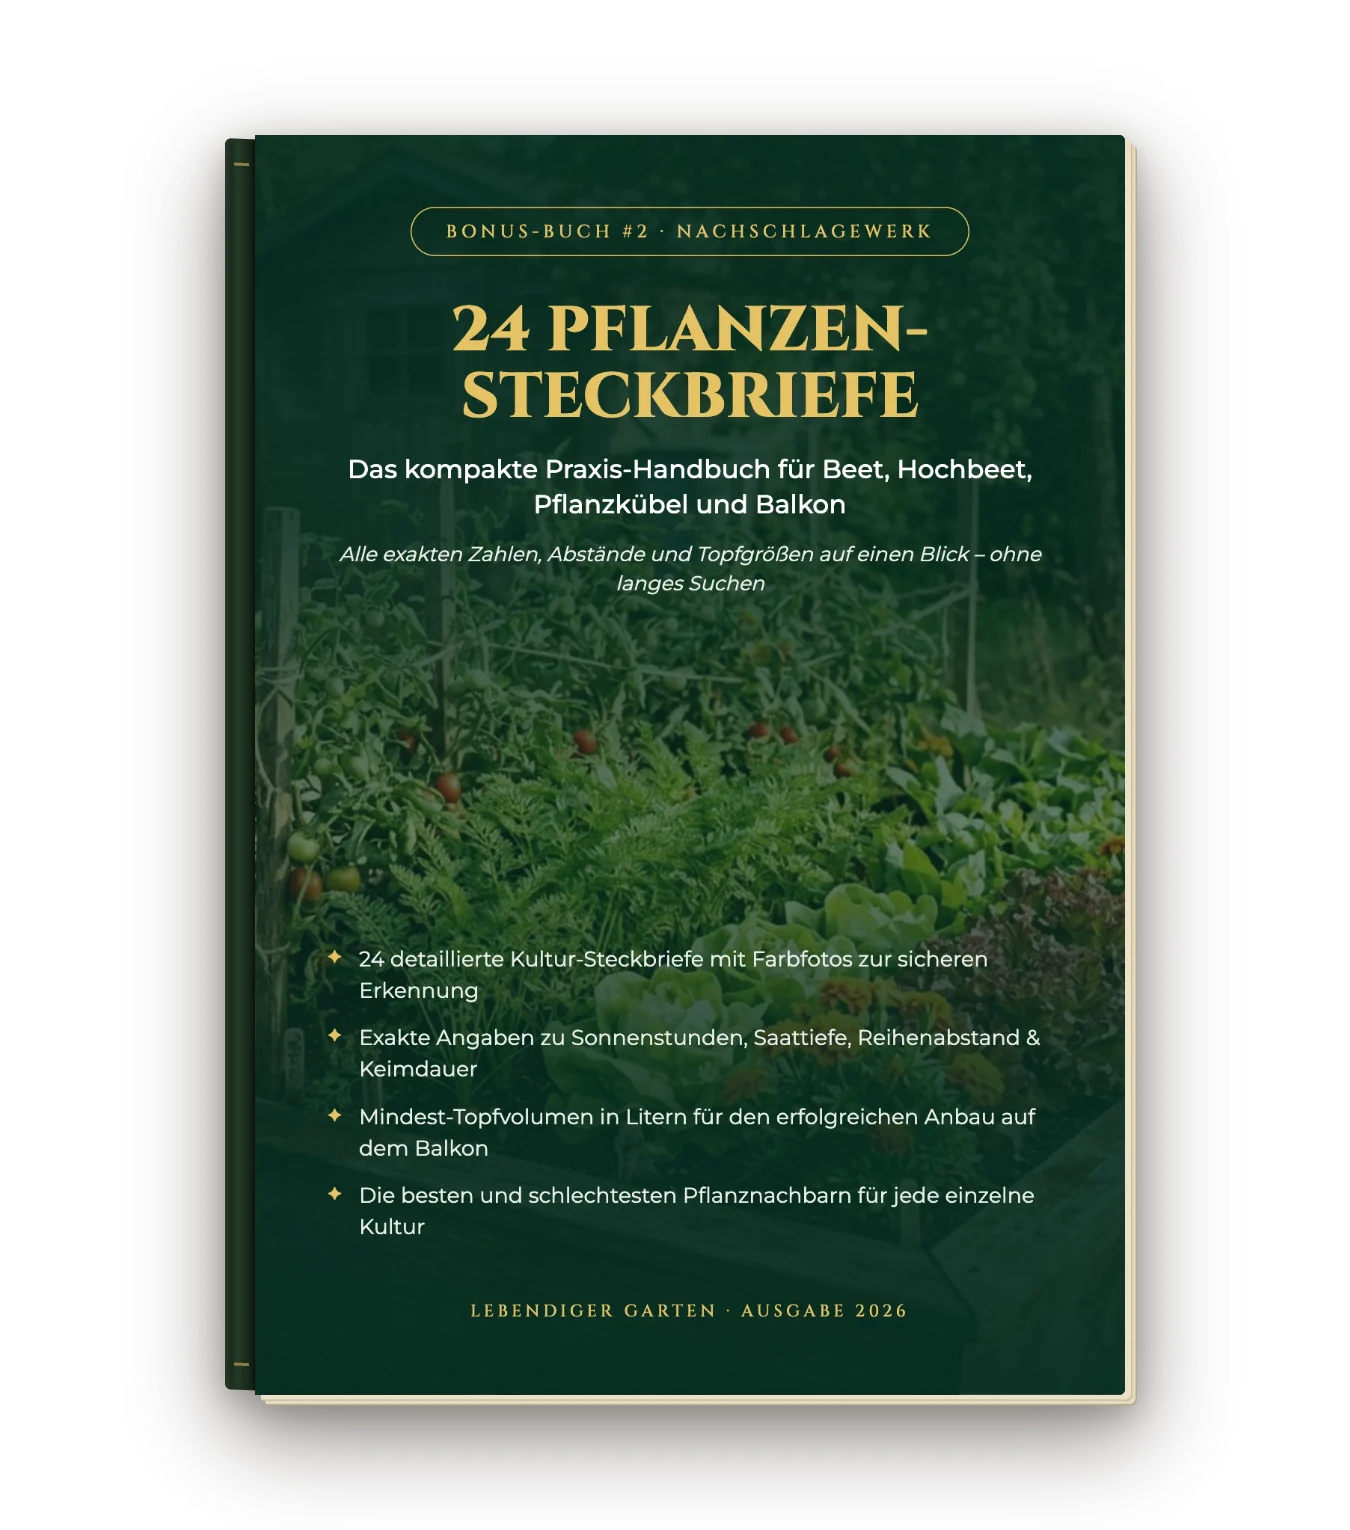 BONUS-BUCH #2 · NACHSCHLAGEWERK
24 PFLANZEN-
STECKBRIEFE
Das kompakte Praxis-Handbuch für Beet, Hochbeet,
Pflanzkübel und Balkon
Alle exakten Zahlen, Abstände und Topfgrößen auf einen Blick – ohne
langes Suchen
✦ 24 detaillierte Kultur-Steckbriefe mit Farbfotos zur sicheren
Erkennung
✦ Exakte Angaben zu Sonnenstunden, Saattiefe, Reihenabstand &
Keimdauer
✦ Mindest-Topfvolumen in Litern für den erfolgreichen Anbau auf
dem Balkon
✦ Die besten und schlechtesten Pflanznachbarn für jede einzelne
Kultur
LEBENDIGER GARTEN · AUSGABE 2026